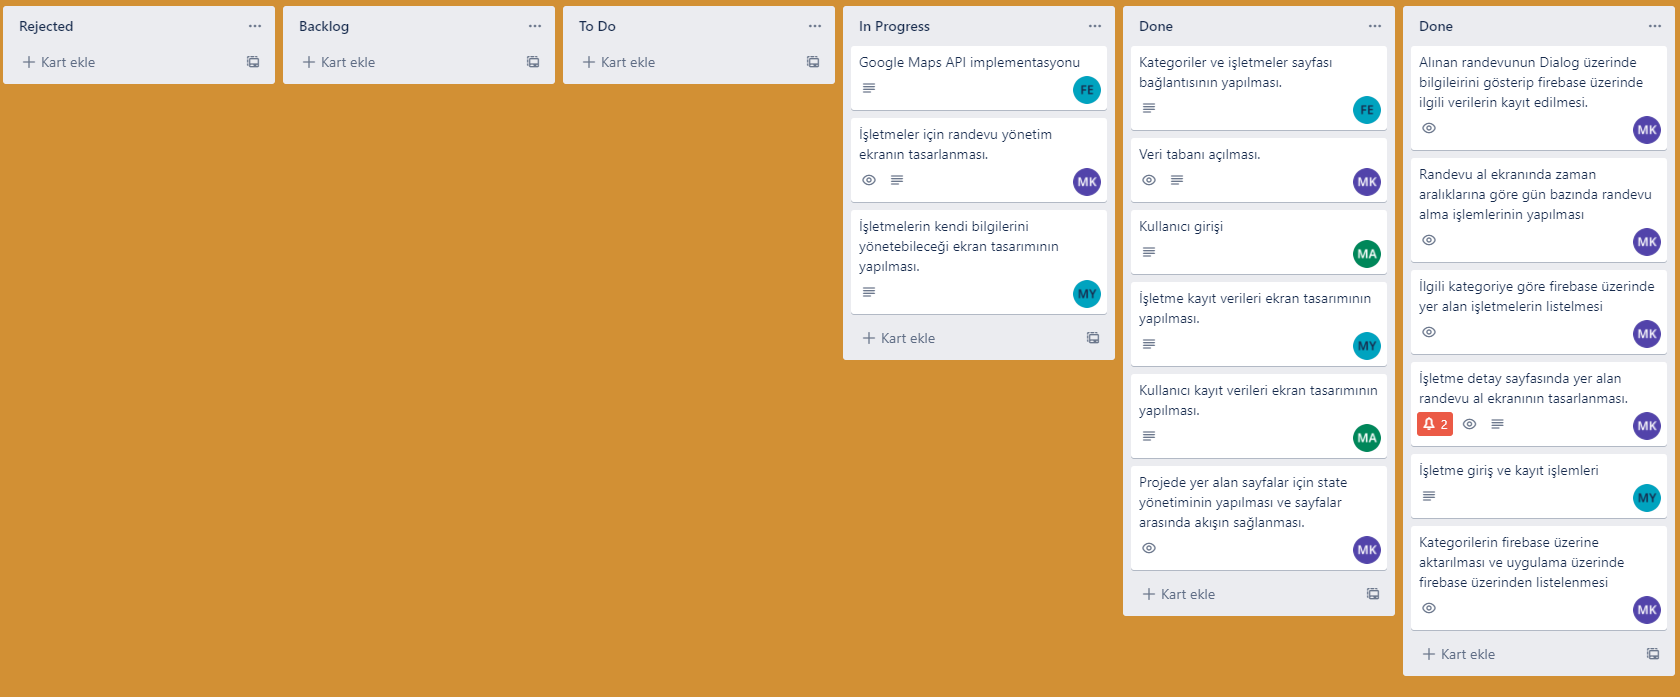 Rejected
Kart ekle
Backlog
Kart ekle
To Do
Kart ekle
In Progress
Google Maps API implementasyonu
FE
İşletmeler için randevu yönetim
ekranın tasarlanması.
MK
İşletmelerin kendi bilgilerini
yönetebileceği ekran tasarımının
yapılması.
MY
Kart ekle
Done
Kategoriler ve işletmeler sayfası
bağlantısının yapılması.
FE
Veri tabanı açılması.
MK
Kullanıcı girişi
MA
İşletme kayıt verileri ekran tasarımının
yapılması.
MY
Kullanıcı kayıt verileri ekran tasarımının
yapılması.
MA
Projede yer alan sayfalar için state
yönetiminin yapılması ve sayfalar
arasında akışın sağlanması.
MK
Kart ekle
Done
Alınan randevunun Dialog üzerinde
bilgileirini gösterip firebase üzerinde
ilgili verilerin kayıt edilmesi.
MK
Randevu al ekranında zaman
aralıklarına göre gün bazında randevu
alma işlemlerinin yapılması
MK
İlgili kategoriye göre firebase üzerinde
yer alan işletmelerin listelmesi
MK
İşletme detay sayfasında yer alan
randevu al ekranının tasarlanması.
2
MK
İşletme giriş ve kayıt işlemleri
MY
Kategorilerin firebase üzerine
aktarılması ve uygulama üzerinde
firebase üzerinden listelenmesi
MK
Kart ekle